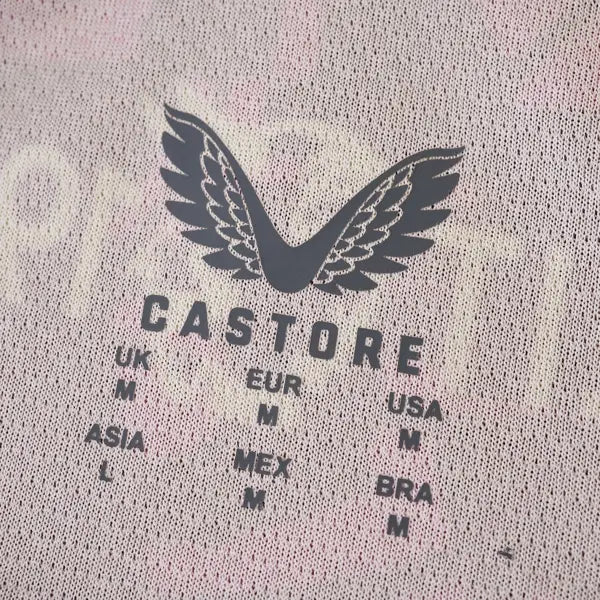 CASTORE
UK EUR USA
M M M
ASIA MEX BRA
L M M